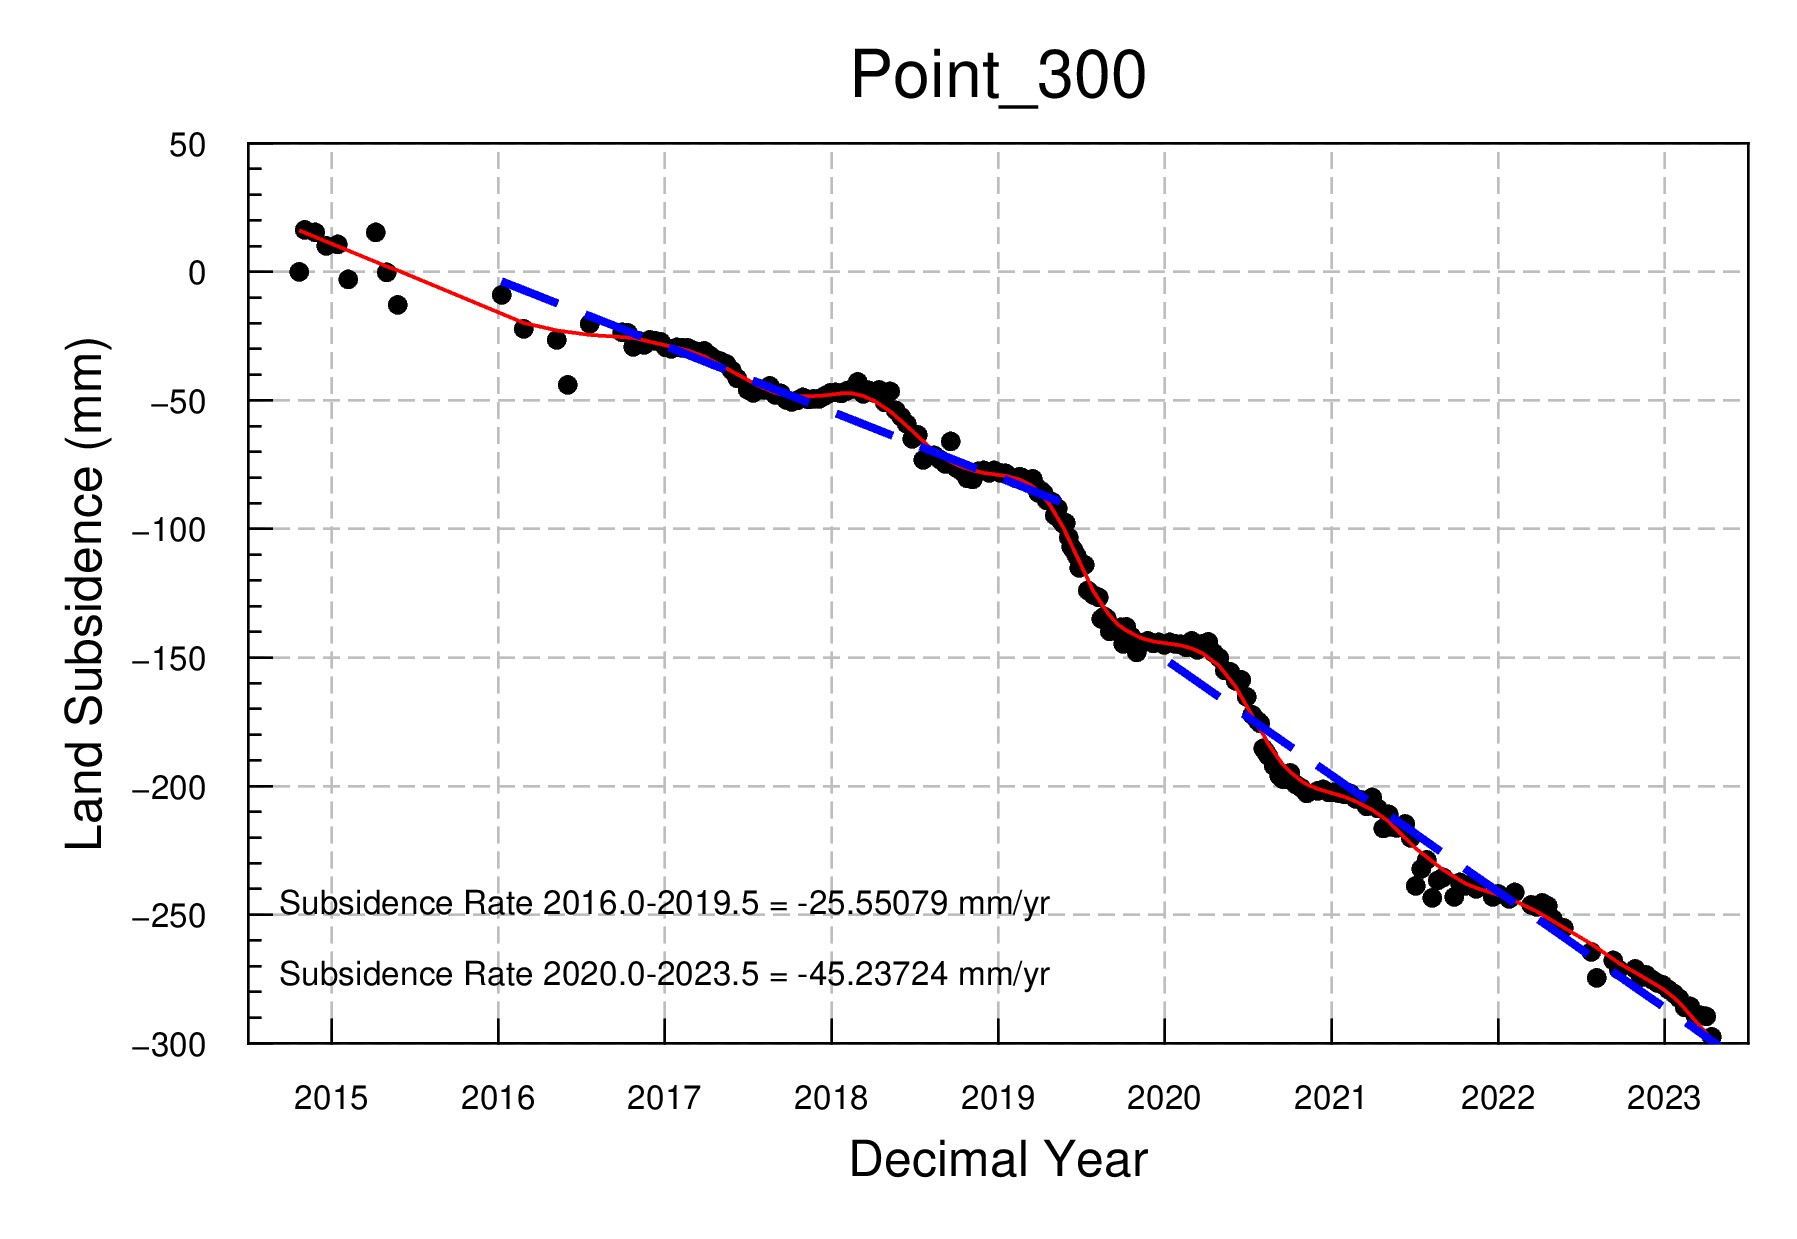 Point_300
50
0
−50
−100
−150
−200
−250
−300
Land Subsidence (mm)
Subsidence Rate 2016.0-2019.5 = -25.55079 mm/yr
Subsidence Rate 2020.0-2023.5 = -45.23724 mm/yr
2015 2016 2017 2018 2019 2020 2021 2022 2023
Decimal Year